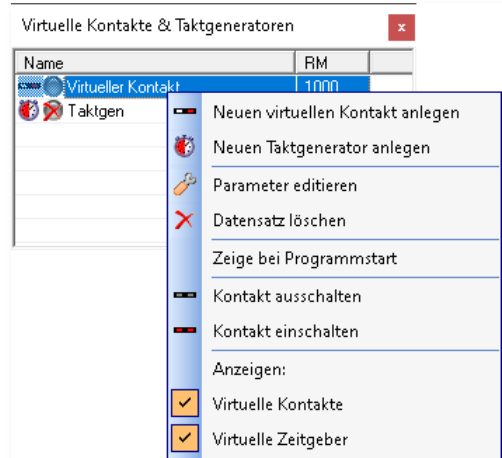 Virtuelle Kontakte & Taktgeneratoren
Name RM
Virtueller Kontakt 1000
Taktgen
Neuen virtuellen Kontakt anlegen
Neuen Taktgenerator anlegen
Parameter editieren
Datensatz löschen
Zeige bei Programmstart
Kontakt ausschalten
Kontakt einschalten
Anzeigen:
Virtuelle Kontakte
Virtuelle Zeitgeber